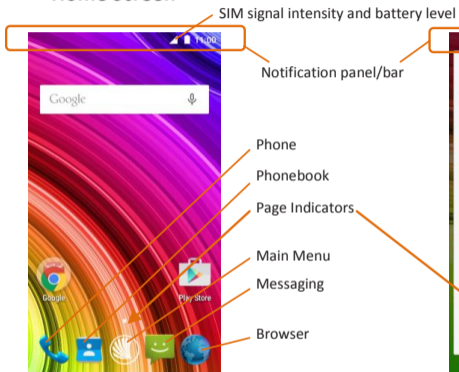 SIM signal intensity and battery level
11:00
Notification panel/bar
Google
Phone
Phonebook
Page Indicators
Main Menu
Messaging
Google
Play Store
Browser